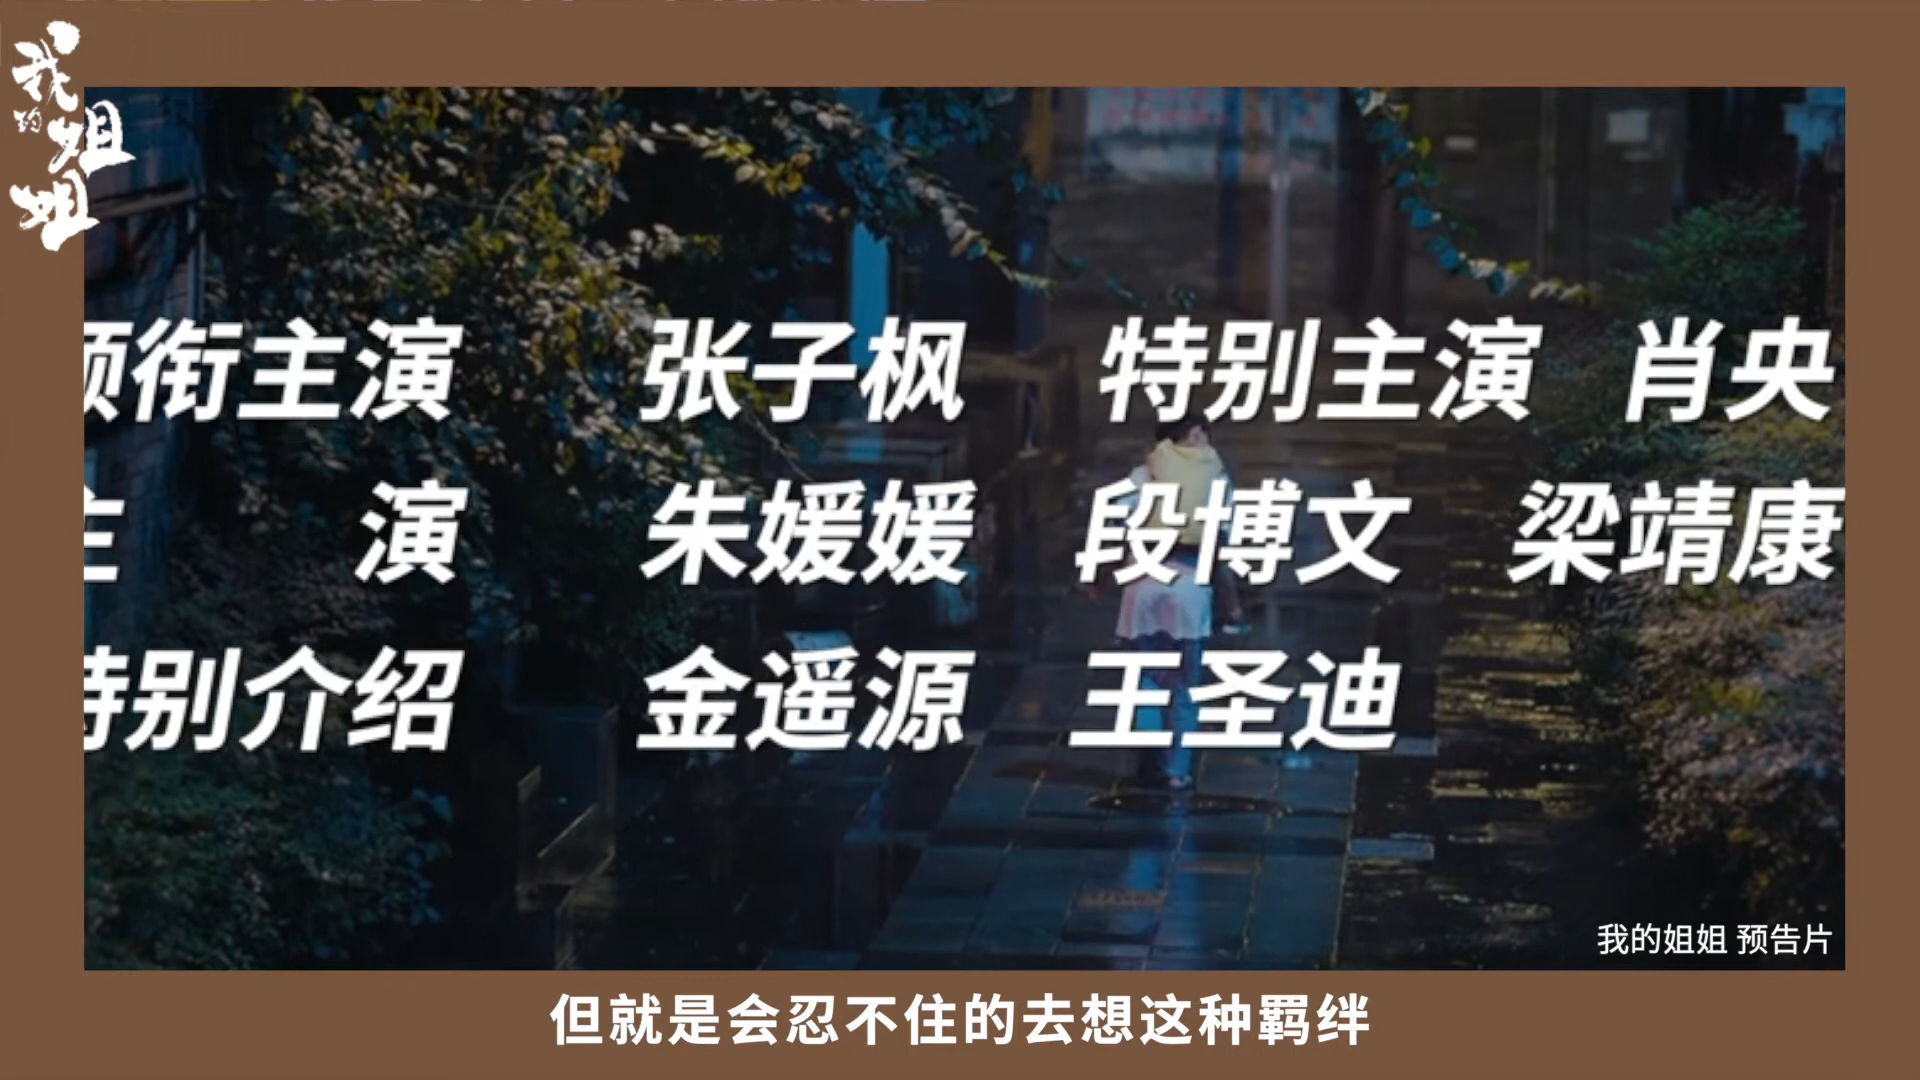 我的姐姐
领衔主演 张子枫 特别主演 肖央
主演 朱媛媛 段博文 梁靖康
特别介绍 金遥源 王圣迪
我的姐姐 预告片
但就是会忍不住的去想这种羁绊